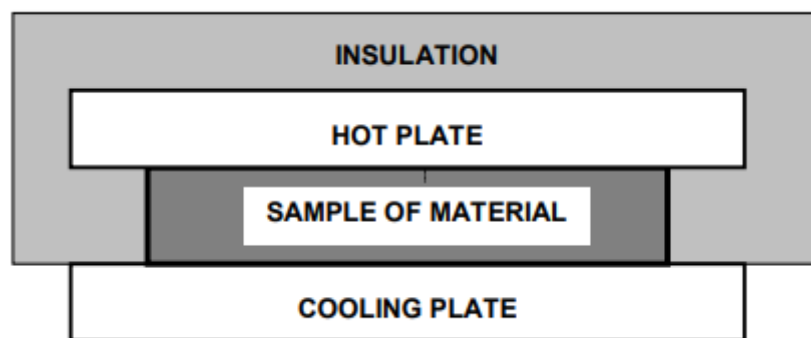 INSULATION
HOT PLATE
SAMPLE OF MATERIAL
COOLING PLATE